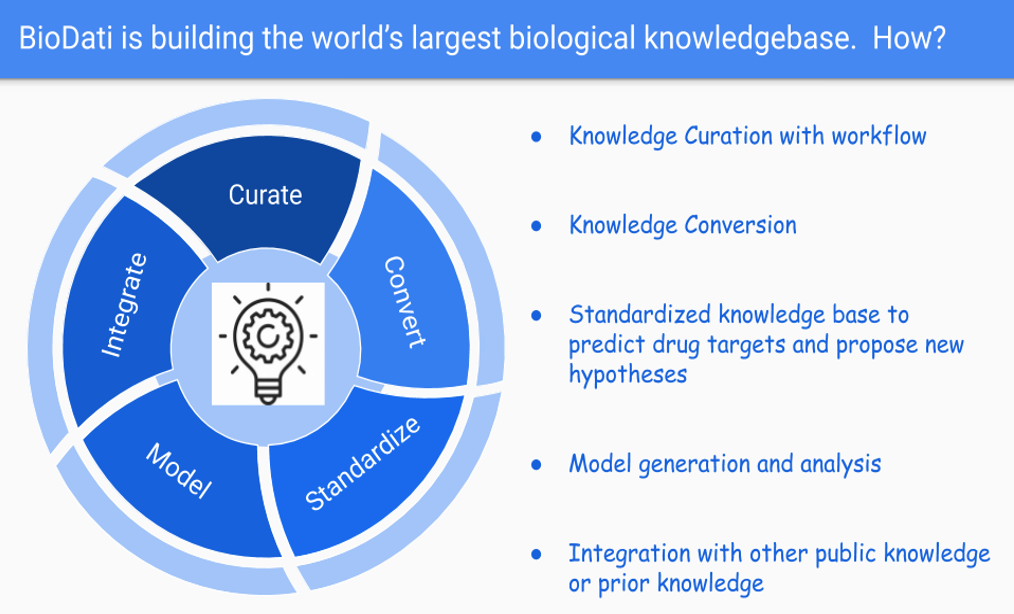 BioDati is building the world's largest biological knowledgebase.  How?
Curate
Convert
Standardize
Model
Integrate
● Knowledge Curation with workflow
● Knowledge Conversion
● Standardized knowledge base to
predict drug targets and propose new
hypotheses
● Model generation and analysis
● Integration with other public knowledge
or prior knowledge